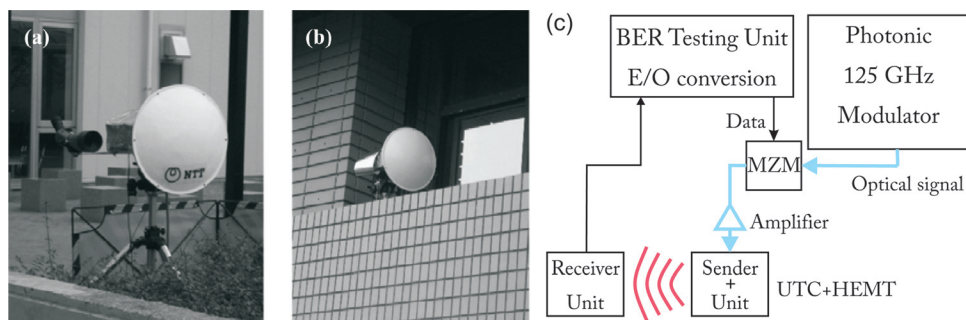 (a)
NTT
(b)
(c)
BER Testing Unit
E/O conversion
Photonic
125 GHz
Modulator
Data
MZM
Optical signal
Amplifier
Receiver
Unit
Sender
+
Unit
UTC+HEMT